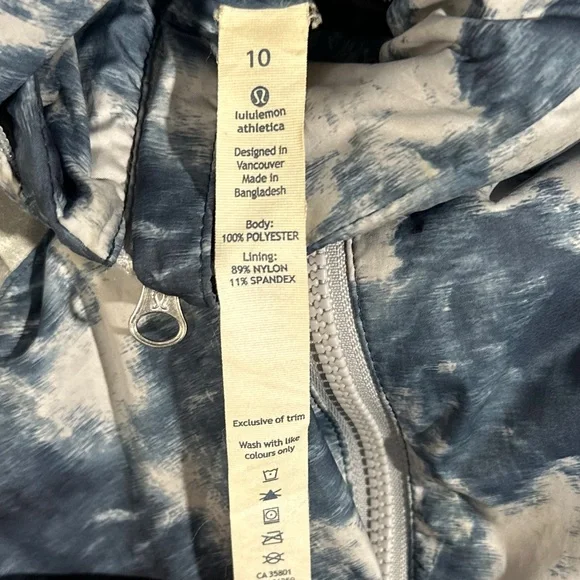 10
lululemon
athletica
Designed in
Vancouver
Made in
Bangladesh
Body:
100% POLYESTER
Lining:
89% NYLON
11% SPANDEX
Exclusive of trim
Wash with like
colours only
CA 35801